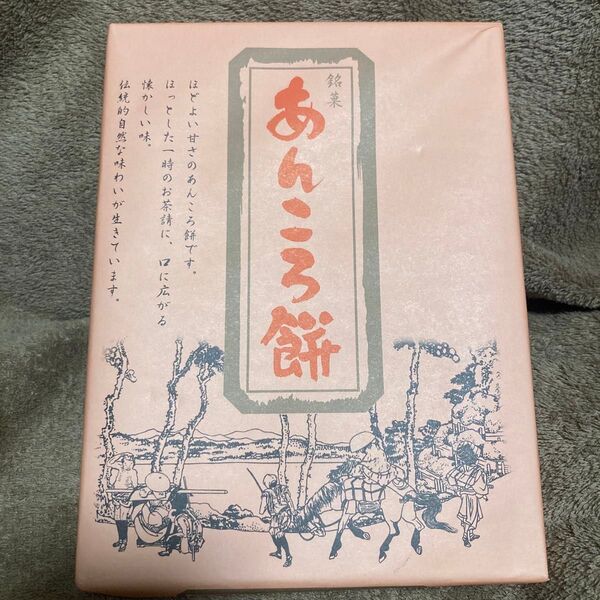 銘菓
あんころ餅
ほどよい甘さのあんころ餅です。
ほっとした一時のお茶請に、口に広がる
懐かしい味。
伝統的自然な味わいが生きています。